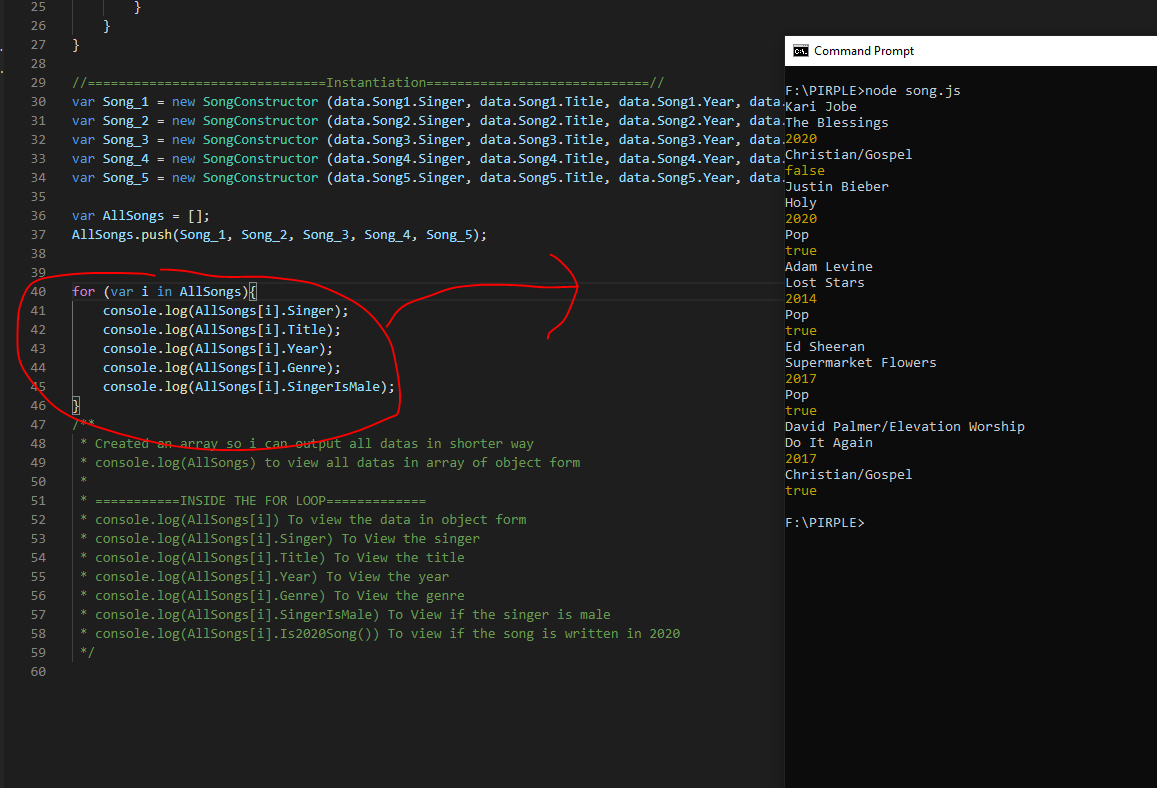 25 }
26 }
27 }
28
29 //===============================Instantiation=============================//
30 var Song_1 = new SongConstructor (data.Song1.Singer, data.Song1.Title, data.Song1.Year, data.
31 var Song_2 = new SongConstructor (data.Song2.Singer, data.Song2.Title, data.Song2.Year, data.
32 var Song_3 = new SongConstructor (data.Song3.Singer, data.Song3.Title, data.Song3.Year, data.
33 var Song_4 = new SongConstructor (data.Song4.Singer, data.Song4.Title, data.Song4.Year, data.
34 var Song_5 = new SongConstructor (data.Song5.Singer, data.Song5.Title, data.Song5.Year, data.
35
36 var AllSongs = [];
37 AllSongs.push(Song_1, Song_2, Song_3, Song_4, Song_5);
38
39
40 for (var i in AllSongs){
41 console.log(AllSongs[i].Singer);
42 console.log(AllSongs[i].Title);
43 console.log(AllSongs[i].Year);
44 console.log(AllSongs[i].Genre);
45 console.log(AllSongs[i].SingerIsMale);
46 }
47 /**
48 * Created an array so i can output all datas in shorter way
49 * console.log(AllSongs) to view all datas in array of object form
50 *
51 * ===========INSIDE THE FOR LOOP=============
52 * console.log(AllSongs[i]) To view the data in object form
53 * console.log(AllSongs[i].Singer) To View the singer
54 * console.log(AllSongs[i].Title) To View the title
55 * console.log(AllSongs[i].Year) To View the year
56 * console.log(AllSongs[i].Genre) To View the genre
57 * console.log(AllSongs[i].SingerIsMale) To View if the singer is male
58 * console.log(AllSongs[i].Is2020Song()) To view if the song is written in 2020
59 */
60
Command Prompt
F:\PIRPLE>node song.js
Kari Jobe
The Blessings
2020
Christian/Gospel
false
Justin Bieber
Holy
2020
Pop
true
Adam Levine
Lost Stars
2014
Pop
true
Ed Sheeran
Supermarket Flowers
2017
Pop
true
David Palmer/Elevation Worship
Do It Again
2017
Christian/Gospel
true
F:\PIRPLE>